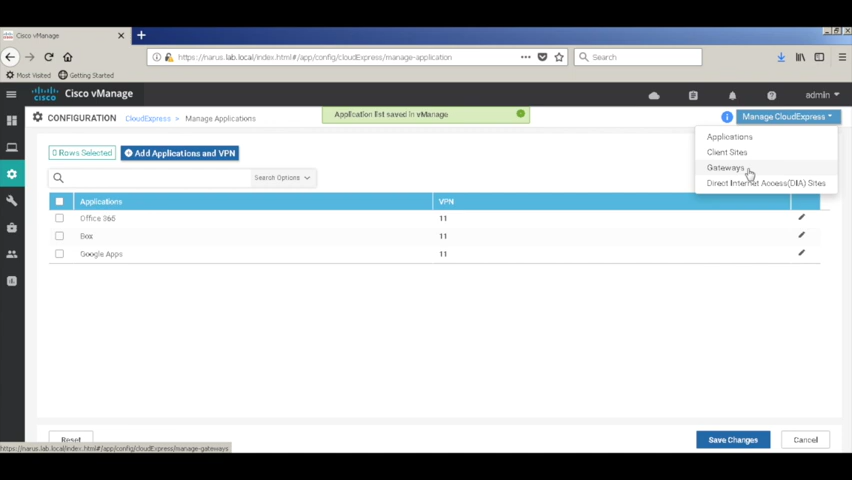 Cisco vManage
https://narus.lab.local/index.html#/app/config/cloudExpress/manage-application
Search
Most Visited
Getting Started
CISCO
Cisco vManage
admin
CONFIGURATION
CloudExpress > Manage Applications
Application list saved in vManage
Manage CloudExpress
Applications
Client Sites
Gateways
Direct Internet Access(DIA) Sites
0 Rows Selected
Add Applications and VPN
Search Options
Applications VPN
Office 365 11
Box 11
Google Apps 11
Reset
Save Changes
Cancel
https://narus.lab.local/index.html#/app/config/cloudExpress/manage-gateways